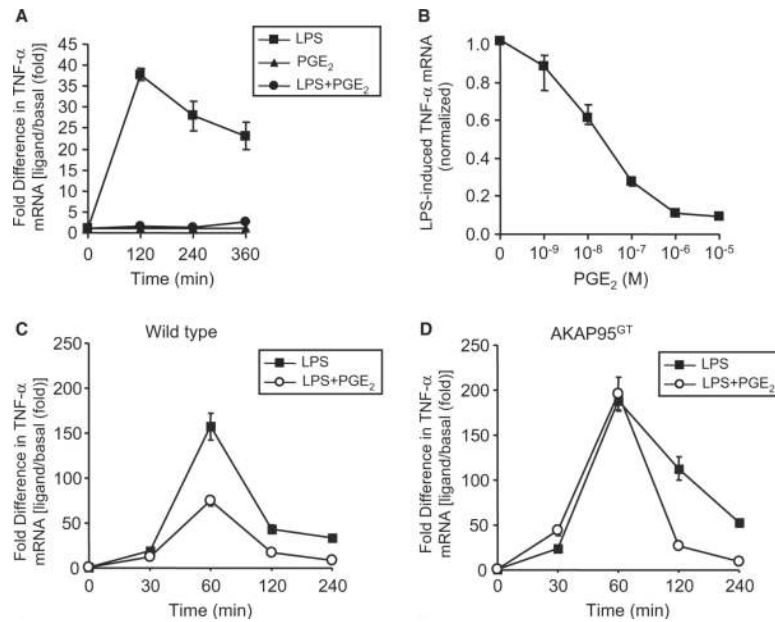 A
Fold Difference in TNF-α
mRNA [ligand/basal (fold)]
45
40
35
30
25
20
15
10
5
0
0 120 240 360
Time (min)
LPS
PGE₂
LPS+PGE₂
B
LPS-induced TNF-α mRNA
(normalized)
1.0
0.8
0.6
0.4
0.2
0.0
0 10⁻⁹ 10⁻⁸ 10⁻⁷ 10⁻⁶ 10⁻⁵
PGE₂ (M)
C
Wild type
Fold Difference in TNF-α
mRNA [ligand/basal (fold)]
250
200
150
100
50
0
0 30 60 120 240
Time (min)
LPS
LPS+PGE₂
D
AKAP95ᴳᵀ
Fold Difference in TNF-α
mRNA [ligand/basal (fold)]
250
200
150
100
50
0
0 30 60 120 240
Time (min)
LPS
LPS+PGE₂